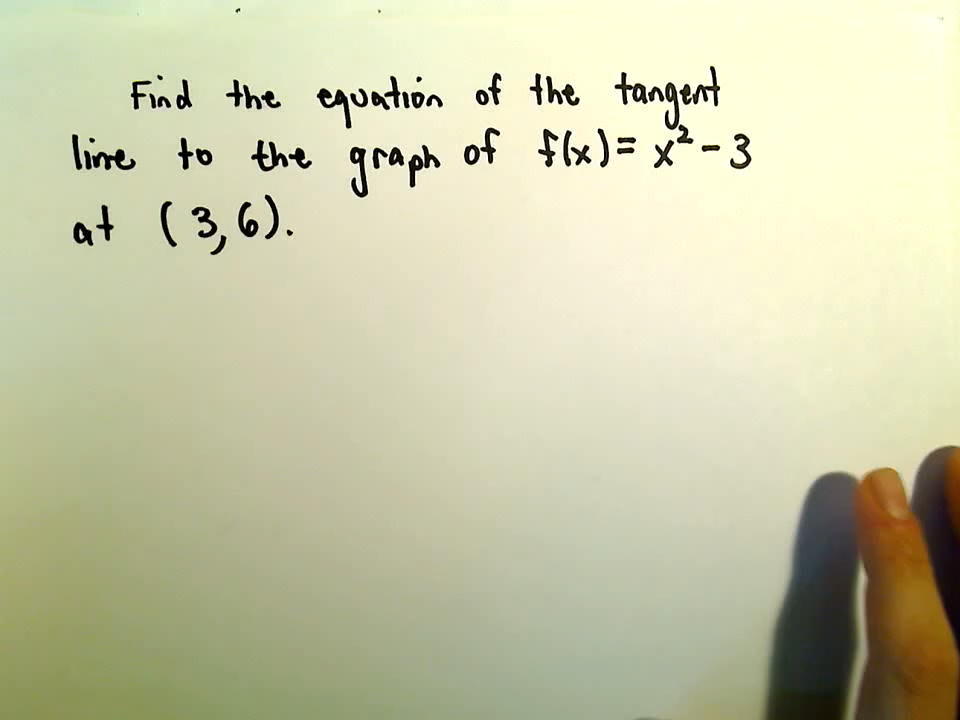 Find the equation of the tangent
line to the graph of f(x) = x² - 3
at (3, 6).